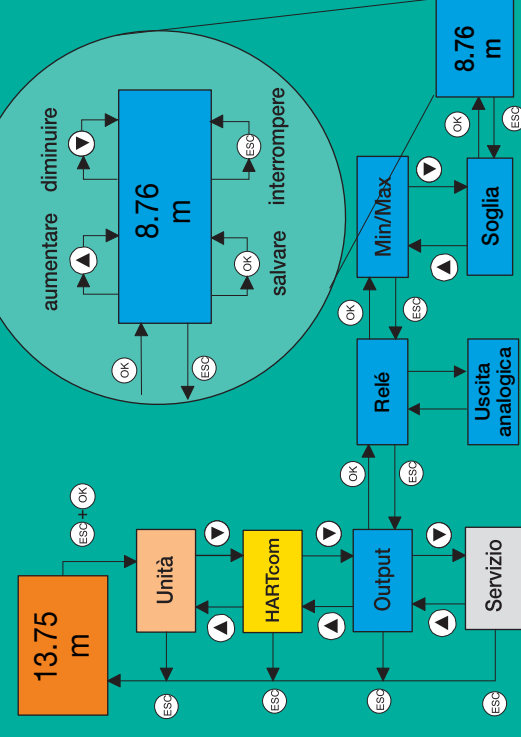 aumentare
diminuire
8.76
m
OK
ESC
OK
salvare
ESC
interrompere
13.75
m
ESC
+
OK
Unità
HARTcom
Output
Servizio
ESC
ESC
ESC
ESC
OK
ESC
Relé
Uscita
analogica
OK
ESC
Min/Max
Soglia
OK
ESC
8.76
m